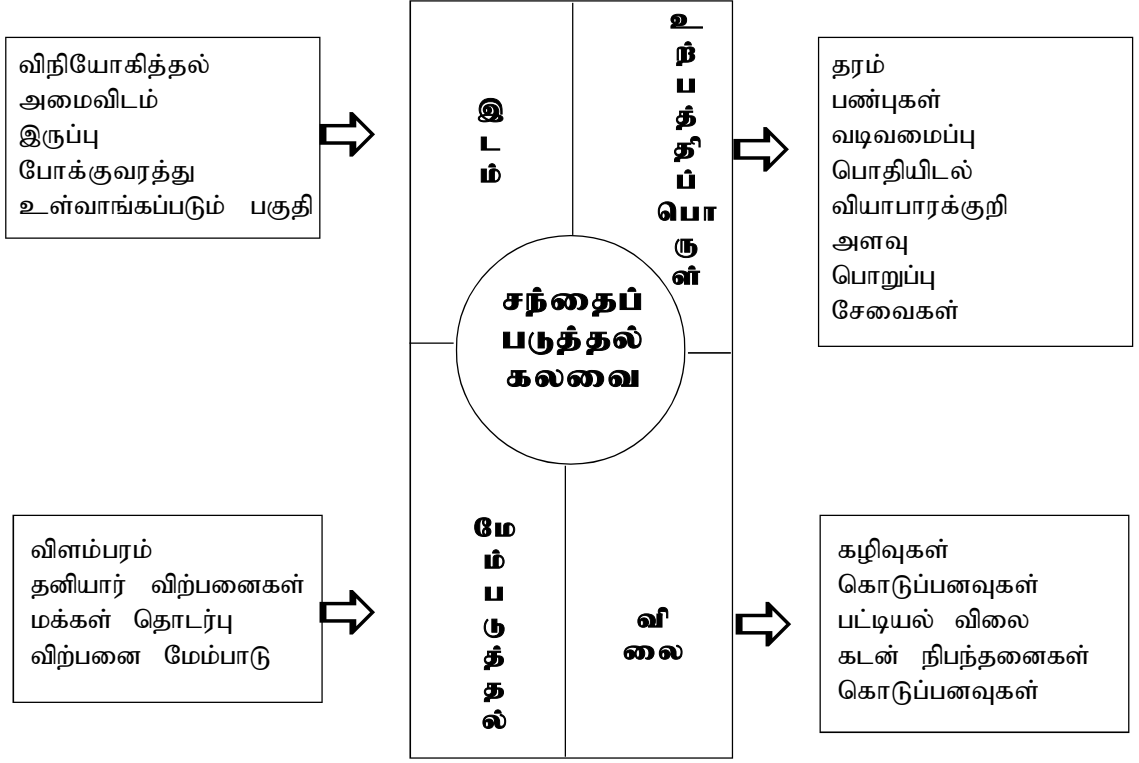 விநியோகித்தல்
அமைவிடம்
இருப்பு
போக்குவரத்து
உள்வாங்கப்படும் பகுதி
இடம்
உற்பத்திப்பொருள்
தரம்
பண்புகள்
வடிவமைப்பு
பொதியிடல்
வியாபாரக்குறி
அளவு
பொறுப்பு
சேவைகள்
சந்தைப்
படுத்தல்
கலவை
விளம்பரம்
தனியார் விற்பனைகள்
மக்கள் தொடர்பு
விற்பனை மேம்பாடு
மேம்படுத்தல்
விலை
கழிவுகள்
கொடுப்பனவுகள்
பட்டியல் விலை
கடன் நிபந்தனைகள்
கொடுப்பனவுகள்